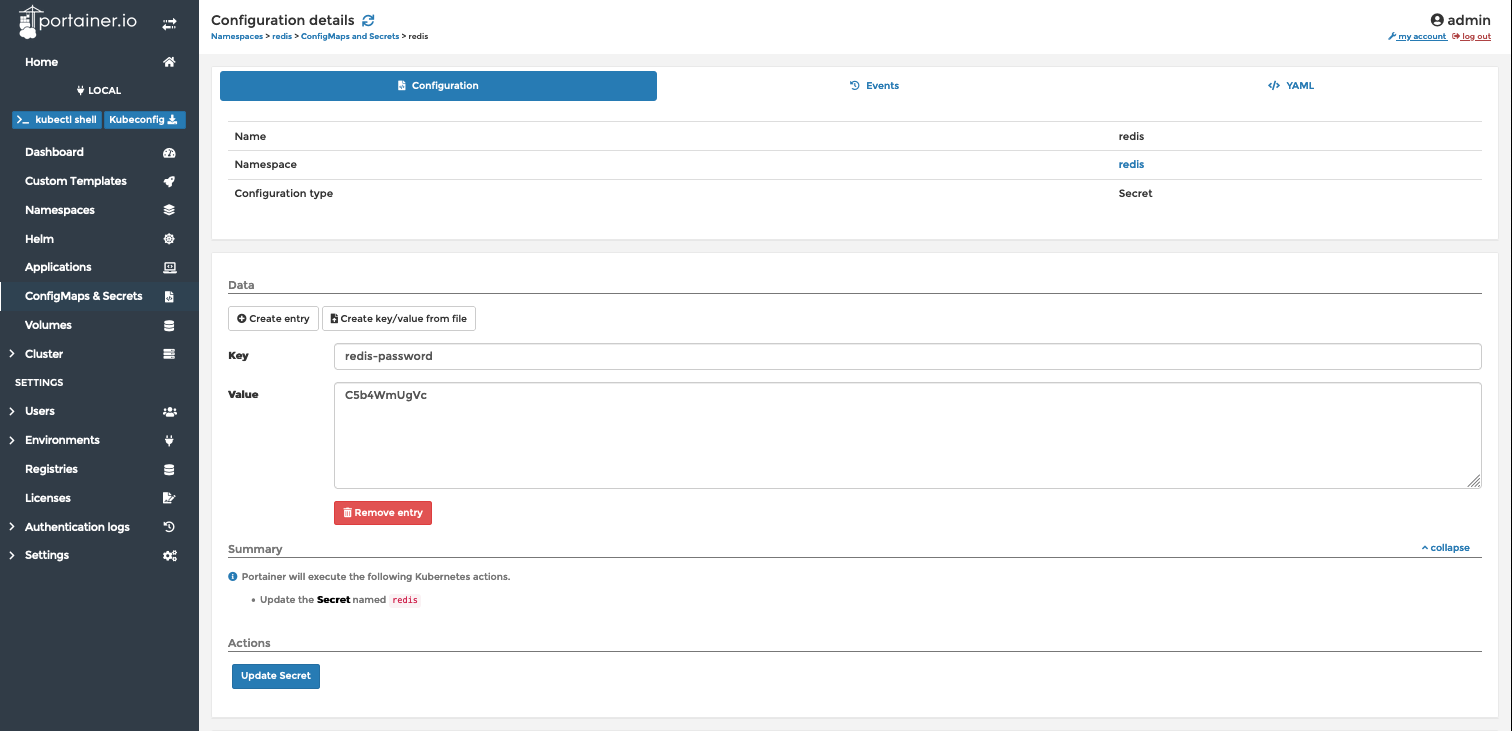 portainer.io
Home
LOCAL
kubectl shell
Kubeconfig
Dashboard
Custom Templates
Namespaces
Helm
Applications
ConfigMaps & Secrets
Volumes
Cluster
SETTINGS
Users
Environments
Registries
Licenses
Authentication logs
Settings
Configuration details
Namespaces > redis > ConfigMaps and Secrets > redis
admin
my account log out
Configuration Events YAML
Name redis
Namespace redis
Configuration type Secret
Data
Create entry Create key/value from file
Key redis-password
Value C5b4WmUgVc
Remove entry
Summary collapse
Portainer will execute the following Kubernetes actions.
• Update the Secret named redis
Actions
Update Secret